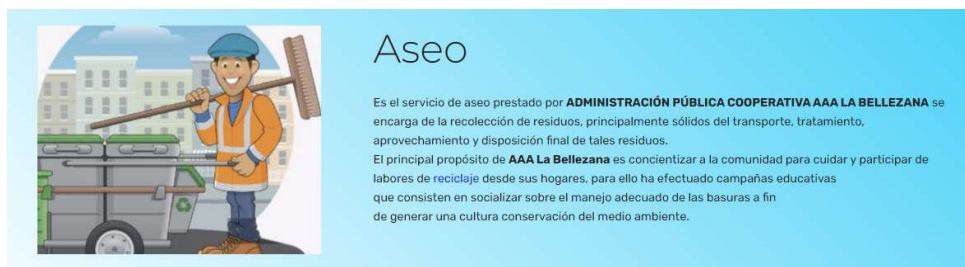 Aseo
Es el servicio de aseo prestado por ADMINISTRACIÓN PÚBLICA COOPERATIVA AAA LA BELLEZANA se
encarga de la recolección de residuos, principalmente sólidos del transporte, tratamiento,
aprovechamiento y disposición final de tales residuos.
El principal propósito de AAA La Bellezana es concientizar a la comunidad para cuidar y participar de
labores de reciclaje desde sus hogares, para ello ha efectuado campañas educativas
que consisten en socializar sobre el manejo adecuado de las basuras a fin
de generar una cultura conservación del medio ambiente.